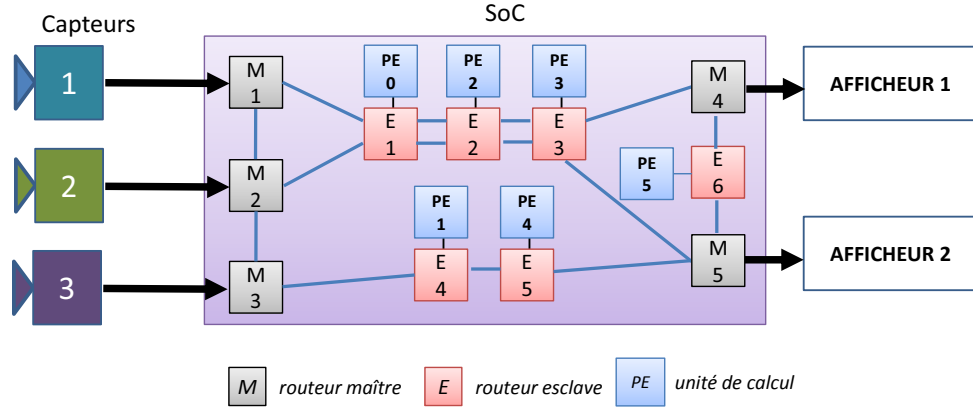 SoC
Capteurs
1
2
3
M
1
M
2
M
3
PE
0
PE
2
PE
3
E
1
E
2
E
3
PE
1
PE
4
E
4
E
5
M
4
PE
5
E
6
M
5
AFFICHEUR 1
AFFICHEUR 2
M routeur maître
E routeur esclave
PE unité de calcul